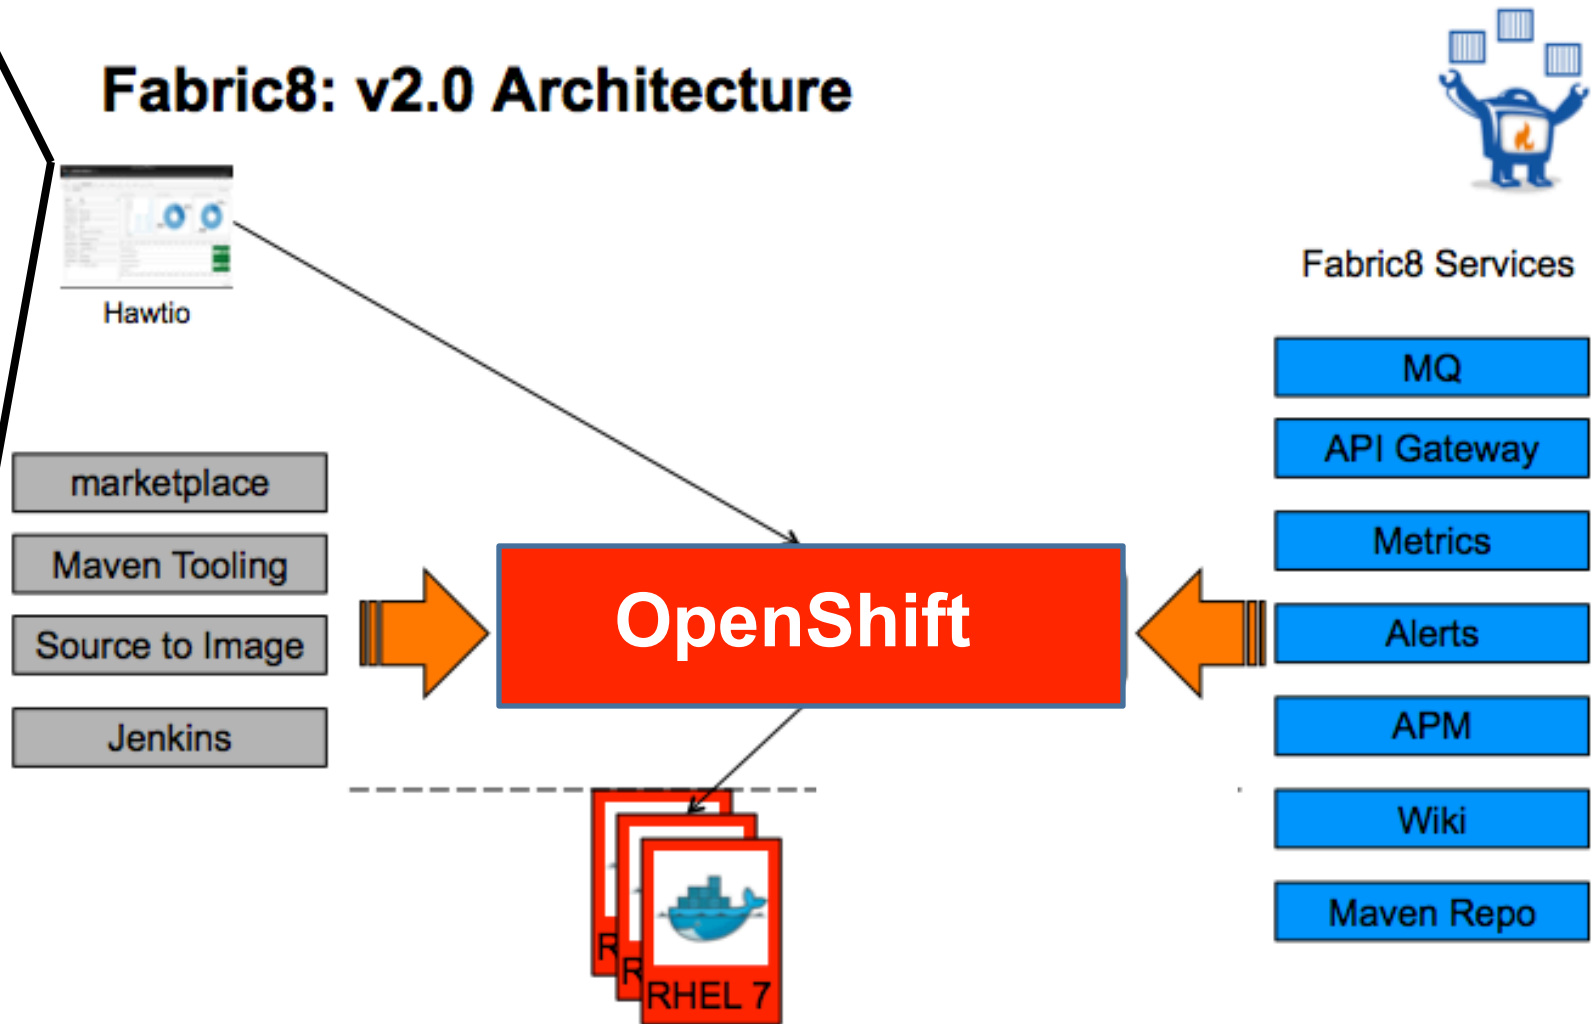 Fabric8: v2.0 Architecture
Hawtio
marketplace
Maven Tooling
Source to Image
Jenkins
OpenShift
R
R
RHEL 7
Fabric8 Services
MQ
API Gateway
Metrics
Alerts
APM
Wiki
Maven Repo